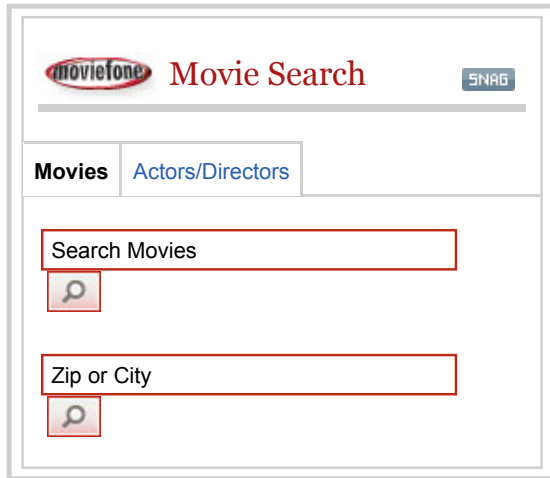 moviefone Movie Search SNAG
Movies Actors/Directors
Search Movies
Zip or City